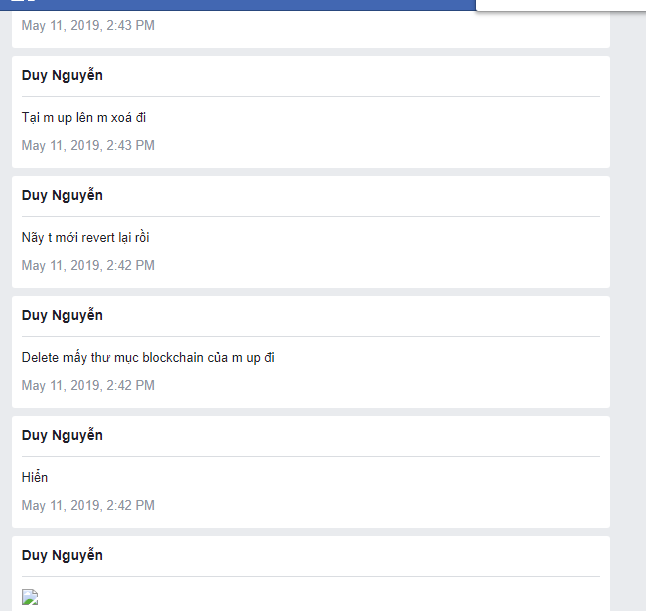 May 11, 2019, 2:43 PM
Duy Nguyễn
Tại m up lên m xoá đi
May 11, 2019, 2:43 PM
Duy Nguyễn
Nãy t mới revert lại rồi
May 11, 2019, 2:42 PM
Duy Nguyễn
Delete mấy thư mục blockchain của m up đi
May 11, 2019, 2:42 PM
Duy Nguyễn
Hiển
May 11, 2019, 2:42 PM
Duy Nguyễn